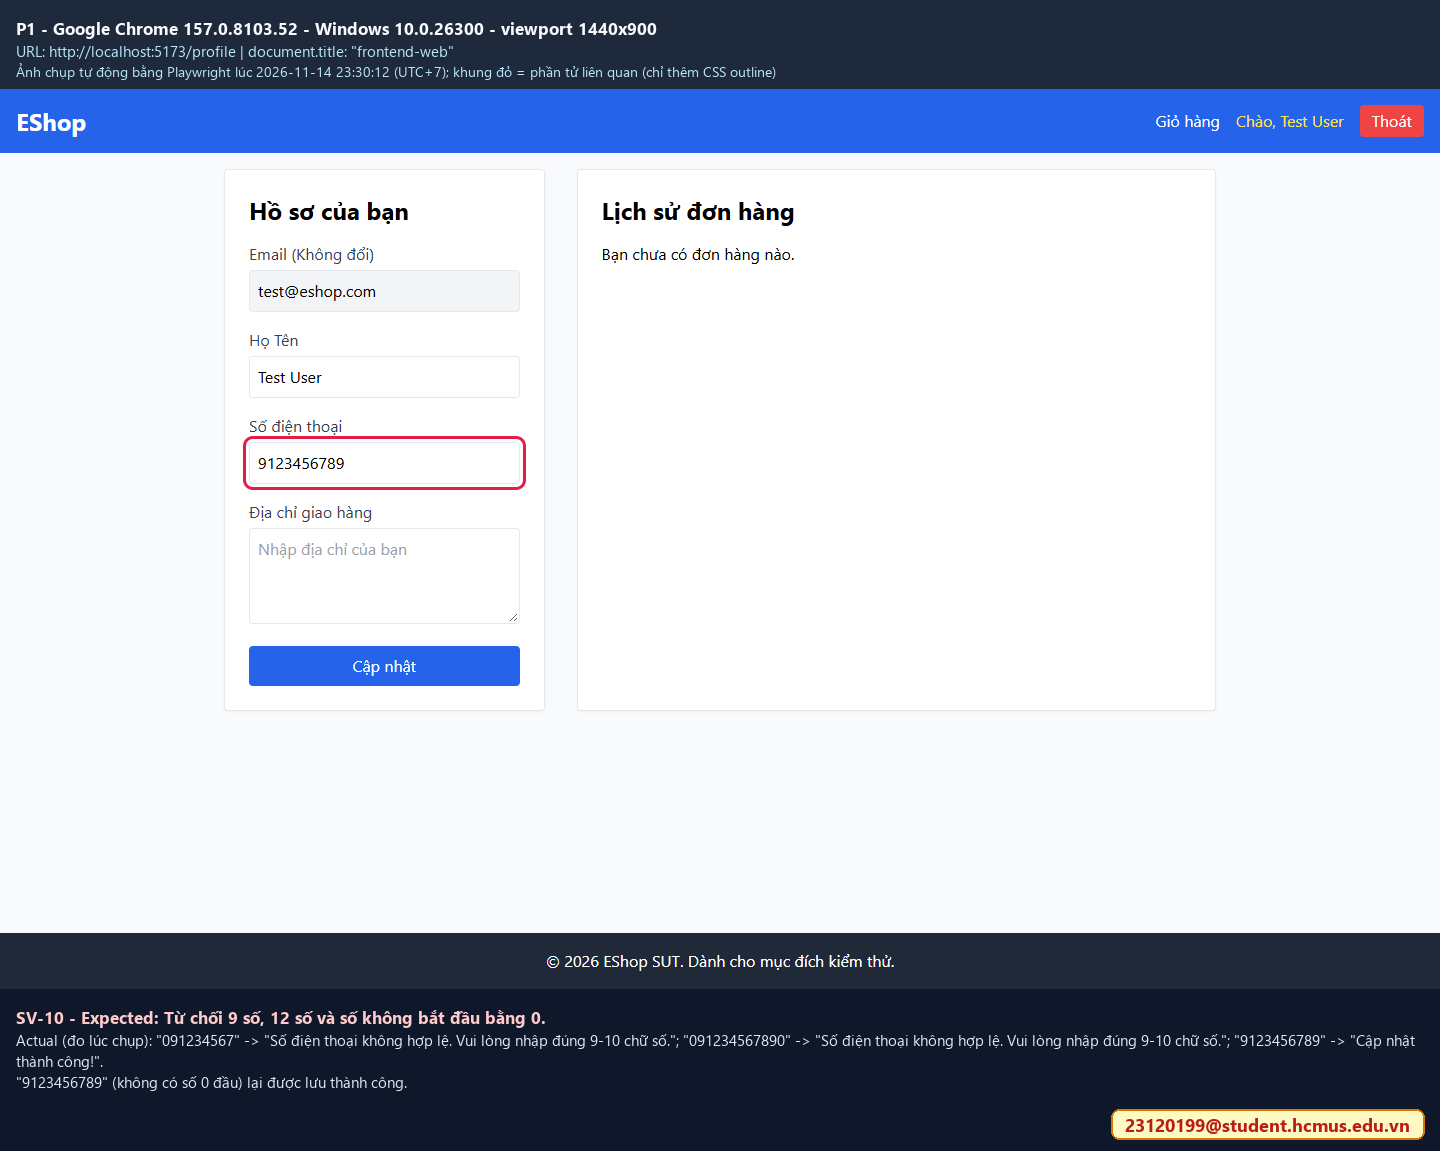 P1 - Google Chrome 157.0.8103.52 - Windows 10.0.26300 - viewport 1440x900
URL: http://localhost:5173/profile | document.title: "frontend-web"
Ảnh chụp tự động bằng Playwright lúc 2026-11-14 23:30:12 (UTC+7); khung đỏ = phần tử liên quan (chỉ thêm CSS outline)
EShop
Giỏ hàng
Chào, Test User
Thoát
Hồ sơ của bạn
Email (Không đổi)
test@eshop.com
Họ Tên
Test User
Số điện thoại
9123456789
Địa chỉ giao hàng
Nhập địa chỉ của bạn
Cập nhật
Lịch sử đơn hàng
Bạn chưa có đơn hàng nào.
© 2026 EShop SUT. Dành cho mục đích kiểm thử.
SV-10 - Expected: Từ chối 9 số, 12 số và số không bắt đầu bằng 0.
Actual (đo lúc chụp): "091234567" -> "Số điện thoại không hợp lệ. Vui lòng nhập đúng 9-10 chữ số."; "091234567890" -> "Số điện thoại không hợp lệ. Vui lòng nhập đúng 9-10 chữ số."; "9123456789" -> "Cập nhật
thành công!".
"9123456789" (không có số 0 đầu) lại được lưu thành công.
23120199@student.hcmus.edu.vn